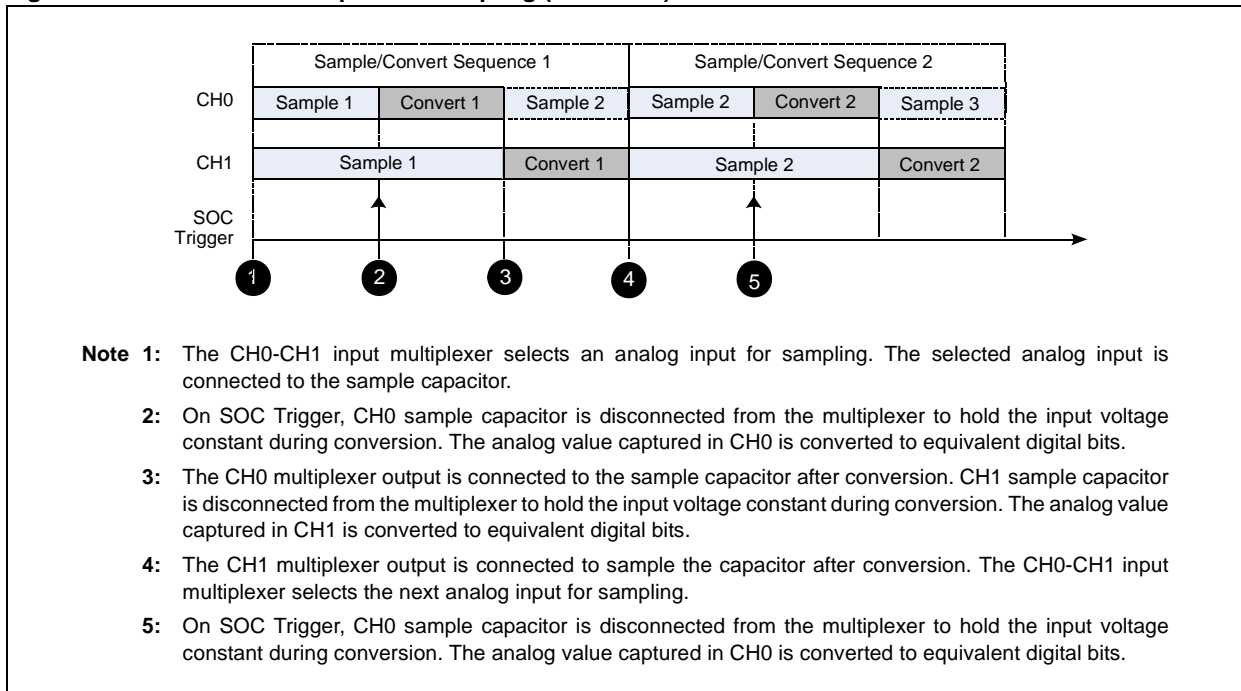 Sample/Convert Sequence 1 Sample/Convert Sequence 2
CH0 Sample 1 Convert 1 Sample 2 Sample 2 Convert 2 Sample 3
CH1 Sample 1 Convert 1 Sample 2 Convert 2
SOC
Trigger
1 2 3 4 5
Note 1: The CH0-CH1 input multiplexer selects an analog input for sampling. The selected analog input is
connected to the sample capacitor.
2: On SOC Trigger, CH0 sample capacitor is disconnected from the multiplexer to hold the input voltage
constant during conversion. The analog value captured in CH0 is converted to equivalent digital bits.
3: The CH0 multiplexer output is connected to the sample capacitor after conversion. CH1 sample capacitor
is disconnected from the multiplexer to hold the input voltage constant during conversion. The analog value
captured in CH1 is converted to equivalent digital bits.
4: The CH1 multiplexer output is connected to sample the capacitor after conversion. The CH0-CH1 input
multiplexer selects the next analog input for sampling.
5: On SOC Trigger, CH0 sample capacitor is disconnected from the multiplexer to hold the input voltage
constant during conversion. The analog value captured in CH0 is converted to equivalent digital bits.